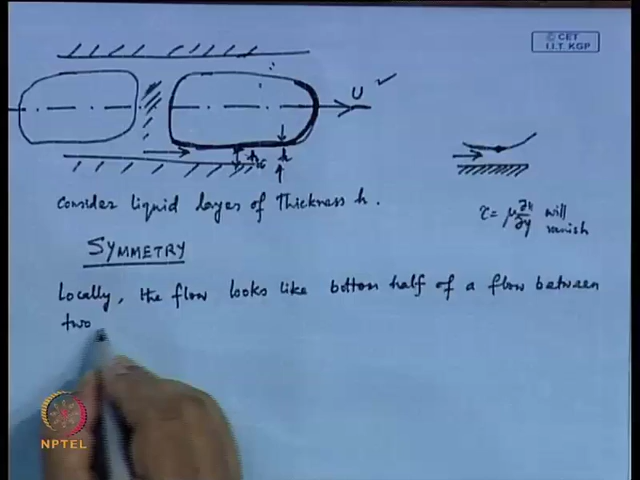 © CET
I.I.T. KGP
U
h
Consider liquid layer of thickness h.
τ = μ ∂u/∂y will
vanish
SYMMETRY
Locally, the flow looks like bottom half of a flow between
two
NPTEL